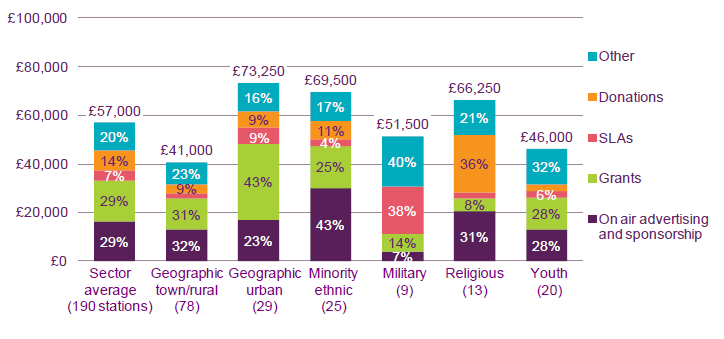 £100,000
£80,000
£60,000
£40,000
£20,000
£0
£57,000
20%
14%
7%
29%
29%
£41,000
23%
9%
31%
32%
£73,250
16%
9%
9%
43%
23%
£69,500
17%
11%
4%
25%
43%
£51,500
40%
38%
14%
7%
£66,250
21%
36%
8%
31%
£46,000
32%
6%
28%
28%
Sector
average
(190 stations)
Geographic
town/rural
(78)
Geographic
urban
(29)
Minority
ethnic
(25)
Military
(9)
Religious
(13)
Youth
(20)
Other
Donations
SLAs
Grants
On air advertising
and sponsorship